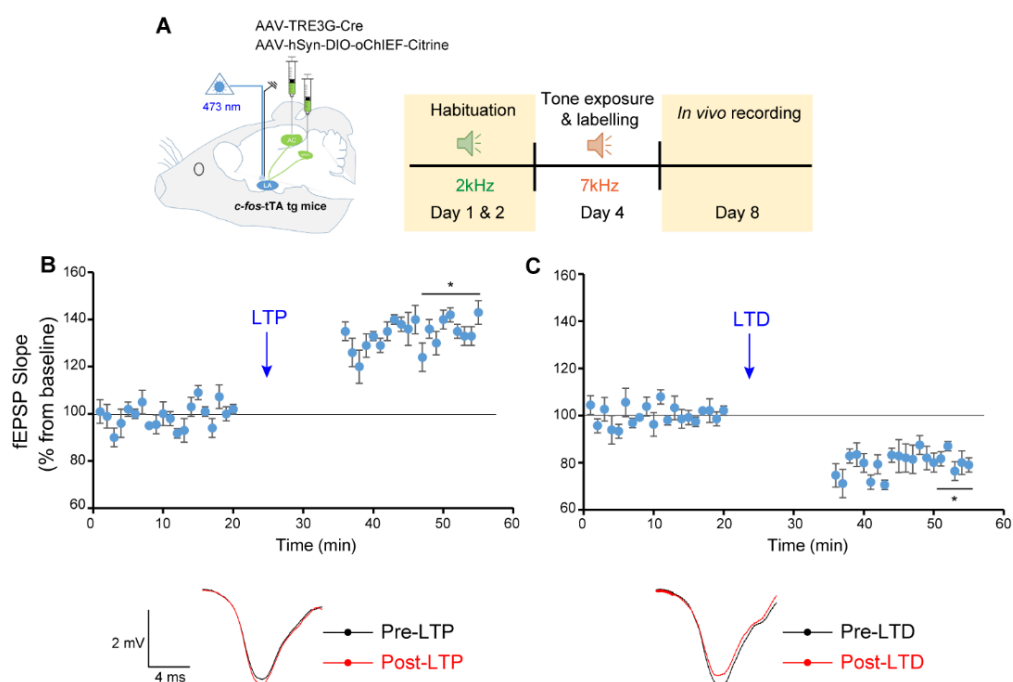 A
AAV-TRE3G-Cre
AAV-hSyn-DIO-oChIEF-Citrine
473 nm
AC
LA
c-fos-tTA tg mice
Habituation
2kHz
Day 1 & 2
Tone exposure
& labelling
7kHz
Day 4
In vivo recording
Day 8
B
fEPSP Slope
(% from baseline)
160
140
120
100
80
60
LTP
*
0
10
20
30
40
50
60
Time (min)
2 mV
4 ms
Pre-LTP
Post-LTP
C
160
140
120
100
80
60
LTD
*
0
10
20
30
40
50
60
Time (min)
Pre-LTD
Post-LTD